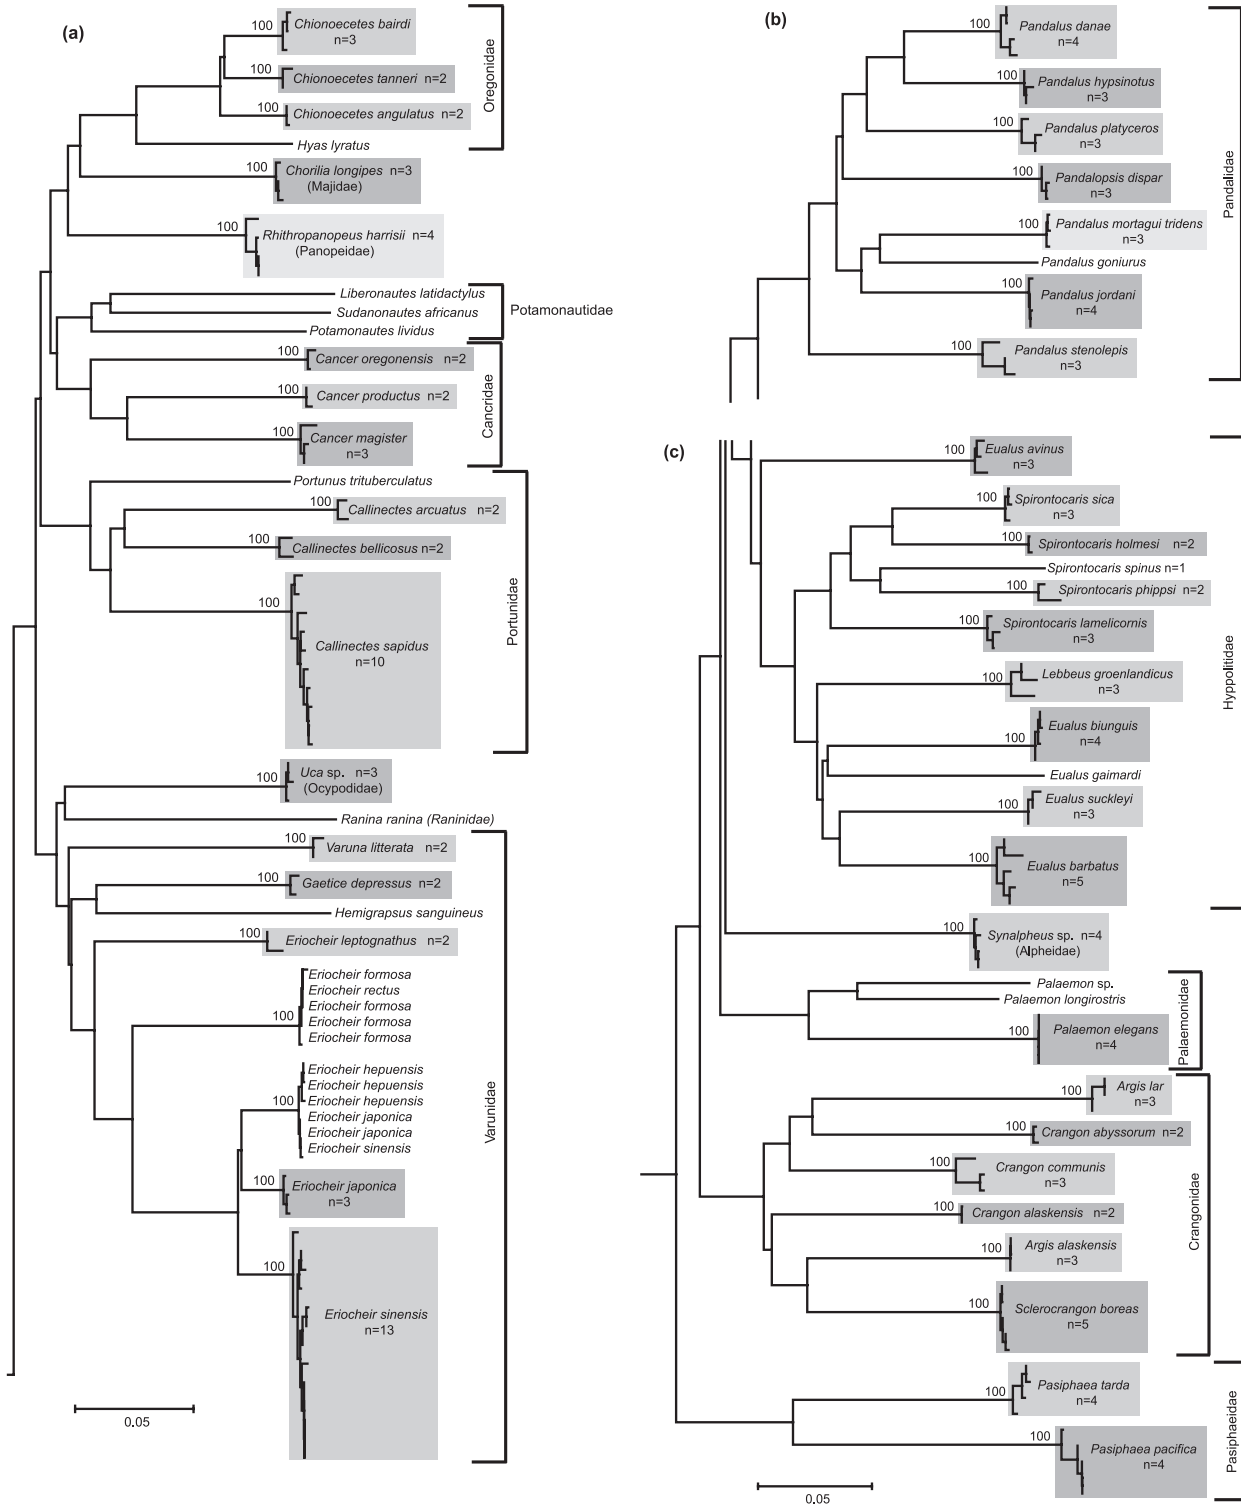 (a)
100
Chionoecetes bairdi
n=3
100
Chionoecetes tanneri n=2
100
Chionoecetes angulatus n=2
Hyas lyratus
Oregonidae
100
Chorilia longipes n=3
(Majidae)
100
Rhithropanopeus harrisii n=4
(Panopeidae)
Liberonautes latidactylus
Sudanonautes africanus
Potamonautes lividus
Potamonautidae
100
Cancer oregonensis n=2
100
Cancer productus n=2
100
Cancer magister
n=3
Cancridae
Portunus trituberculatus
100
Callinectes arcuatus n=2
100
Callinectes bellicosus n=2
100
Callinectes sapidus
n=10
Portunidae
100
Uca sp. n=3
(Ocypodidae)
Ranina ranina (Raninidae)
100
Varuna litterata n=2
100
Gaetice depressus n=2
Hemigrapsus sanguineus
100
Eriocheir leptognathus n=2
Eriocheir formosa
Eriocheir rectus
Eriocheir formosa
Eriocheir formosa
Eriocheir formosa
100
Eriocheir hepuensis
Eriocheir hepuensis
Eriocheir hepuensis
Eriocheir japonica
Eriocheir japonica
Eriocheir sinensis
100
100
Eriocheir japonica
n=3
100
Eriocheir sinensis
n=13
Varunidae
0.05
(b)
100
Pandalus danae
n=4
100
Pandalus hypsinotus
n=3
100
Pandalus platyceros
n=3
100
Pandalopsis dispar
n=3
100
Pandalus mortagui tridens
n=3
Pandalus goniurus
100
Pandalus jordani
n=4
100
Pandalus stenolepis
n=3
Pandalidae
(c)
100
Eualus avinus
n=3
100
Spirontocaris sica
n=3
100
Spirontocaris holmesi n=2
Spirontocaris spinus n=1
100
Spirontocaris phippsi n=2
100
Spirontocaris lamelicornis
n=3
100
Lebbeus groenlandicus
n=3
100
Eualus biunguis
n=4
Eualus gaimardi
100
Eualus suckleyi
n=3
100
Eualus barbatus
n=5
Hyppolitidae
100
Synalpheus sp. n=4
(Alpheidae)
Palaemon sp.
Palaemon longirostris
100
Palaemon elegans
n=4
Palaemonidae
100
Argis lar
n=3
100
Crangon abyssorum n=2
100
Crangon communis
n=3
100
Crangon alaskensis n=2
100
Argis alaskensis
n=3
100
Sclerocrangon boreas
n=5
Crangonidae
100
Pasiphaea tarda
n=4
100
Pasiphaea pacifica
n=4
Pasiphaeidae
0.05